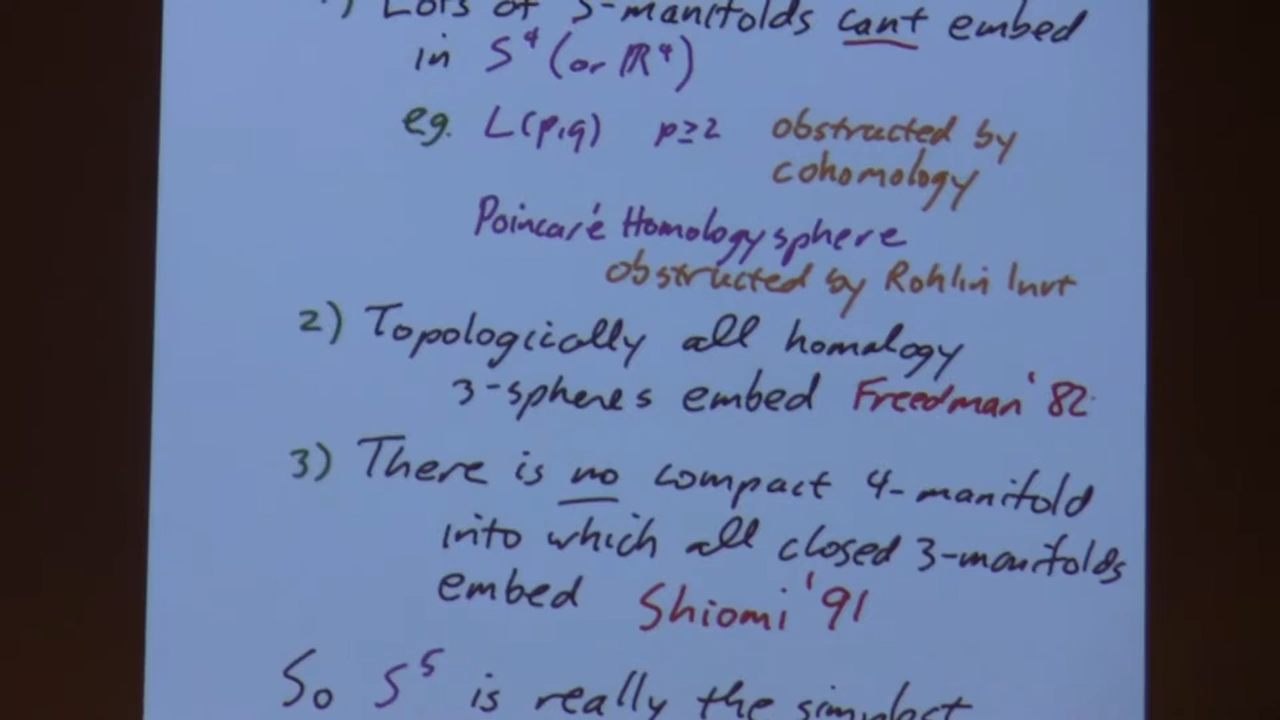 1) Lots of 3-manifolds can't embed
in S⁴ (or ℝ⁴)
eg. L(p,q) p≥2 obstructed by
cohomology
Poincaré Homology sphere
obstructed by Rohlin Invt
2) Topologically all homology
3-spheres embed Freedman '82
3) There is no compact 4-manifold
into which all closed 3-manifolds
embed Shiomi '91
So S⁵ is really the simplest